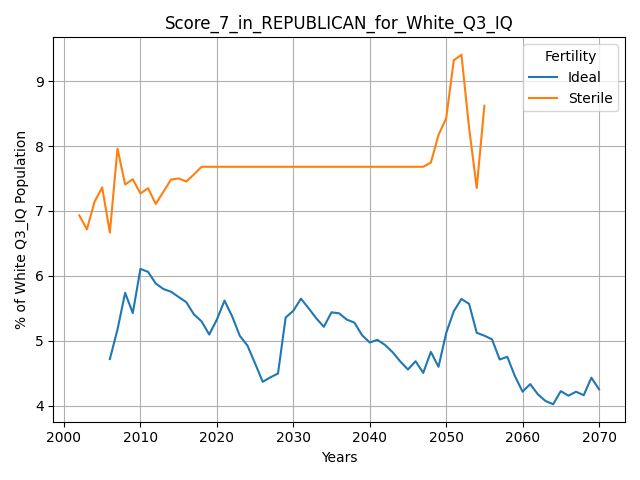 Score_7_in_REPUBLICAN_for_White_Q3_IQ
% of White Q3_IQ Population
9
8
7
6
5
4
Fertility
Ideal
Sterile
2000 2010 2020 2030 2040 2050 2060 2070
Years